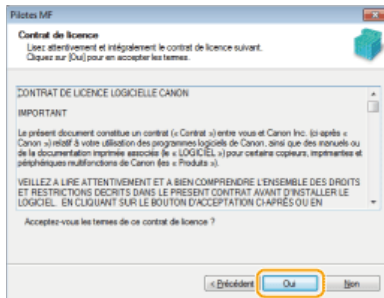 Pilotes MF
Contrat de licence
Lisez attentivement et intégralement le contrat de licence suivant.
Cliquez sur [Oui] pour en accepter les termes.
CONTRAT DE LICENCE LOGICIELLE CANON
IMPORTANT
Le présent document constitue un contrat (« Contrat ») entre vous et Canon Inc. (ci-après «
Canon ») relatif à votre utilisation des programmes logiciels de Canon, ainsi que des manuels ou
de la documentation imprimée associés (le « LOGICIEL ») pour certains copieurs, imprimantes et
périphériques multifonctions de Canon (les « Produits »).
VEILLEZ A LIRE ATTENTIVEMENT ET A BIEN COMPRENDRE L'ENSEMBLE DES DROITS
ET RESTRICTIONS DECRITS DANS LE PRESENT CONTRAT AVANT D'INSTALLER LE
LOGICIEL. EN CLIQUANT SUR LE BOUTON D'ACCEPTATION CI-APRÈS OU EN
Acceptez-vous les termes de ce contrat de licence ?
< Précédent Oui Non